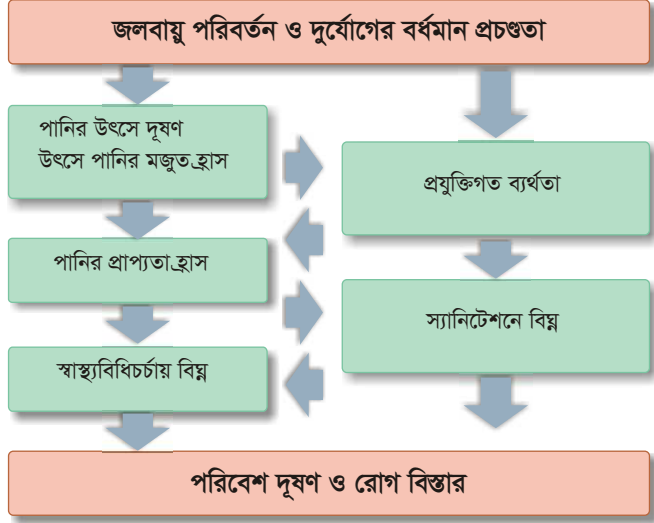 জলবায়ু পরিবর্তন ও দুর্যোগের বর্ধমান প্রচণ্ডতা
পানির উৎসে দূষণ
উৎসে পানির মজুত হ্রাস
প্রযুক্তিগত ব্যর্থতা
পানির প্রাপ্যতা হ্রাস
স্যানিটেশনে বিঘ্ন
স্বাস্থ্যবিধিচর্চায় বিঘ্ন
পরিবেশ দূষণ ও রোগ বিস্তার